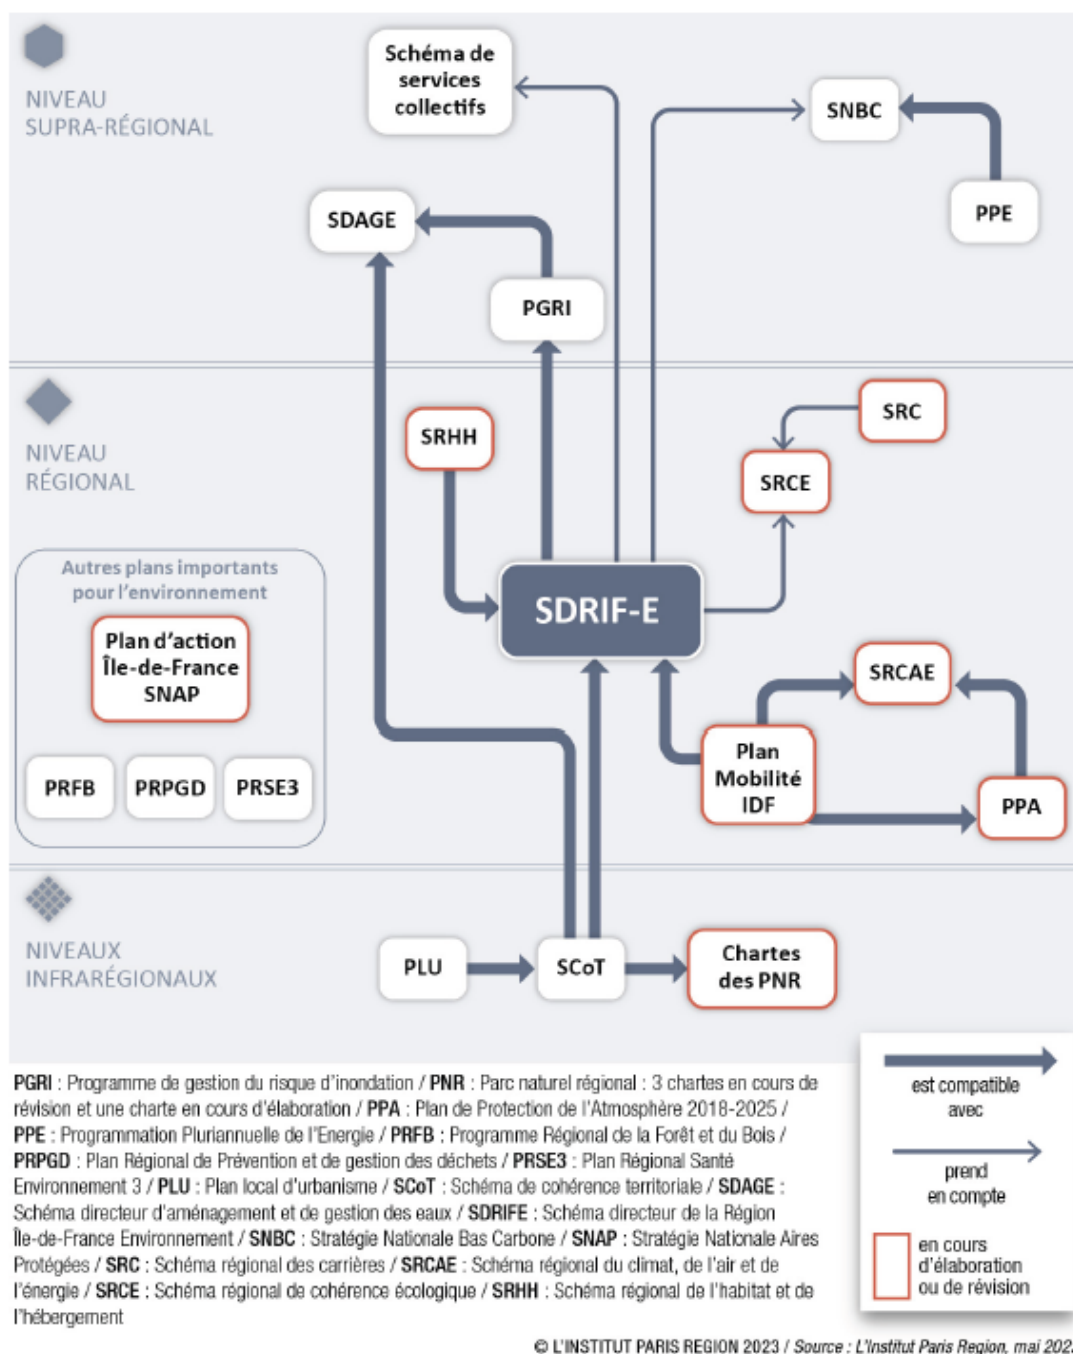 NIVEAU
SUPRA-RÉGIONAL
Schéma de
services
collectifs
SNBC
PPE
SDAGE
PGRI
NIVEAU
RÉGIONAL
SRHH
SRC
SRCE
Autres plans importants
pour l'environnement
Plan d'action
Île-de-France
SNAP
PRFB
PRPGD
PRSE3
SDRIF-E
SRCAE
Plan
Mobilité
IDF
PPA
NIVEAUX
INFRARÉGIONAUX
PLU
SCoT
Chartes
des PNR
PGRI : Programme de gestion du risque d'inondation / PNR : Parc naturel régional : 3 chartes en cours de
révision et une charte en cours d'élaboration / PPA : Plan de Protection de l'Atmosphère 2018-2025 /
PPE : Programmation Pluriannuelle de l'Energie / PRFB : Programme Régional de la Forêt et du Bois /
PRPGD : Plan Régional de Prévention et de gestion des déchets / PRSE3 : Plan Régional Santé
Environnement 3 / PLU : Plan local d'urbanisme / SCoT : Schéma de cohérence territoriale / SDAGE :
Schéma directeur d'aménagement et de gestion des eaux / SDRIFE : Schéma directeur de la Région
Île-de-France Environnement / SNBC : Stratégie Nationale Bas Carbone / SNAP : Stratégie Nationale Aires
Protégées / SRC : Schéma régional des carrières / SRCAE : Schéma régional du climat, de l'air et de
l'énergie / SRCE : Schéma régional de cohérence écologique / SRHH : Schéma régional de l'habitat et de
l'hébergement
est compatible
avec
prend
en compte
en cours
d'élaboration
ou de révision
© L'INSTITUT PARIS REGION 2023 / Source : L'Institut Paris Region, mai